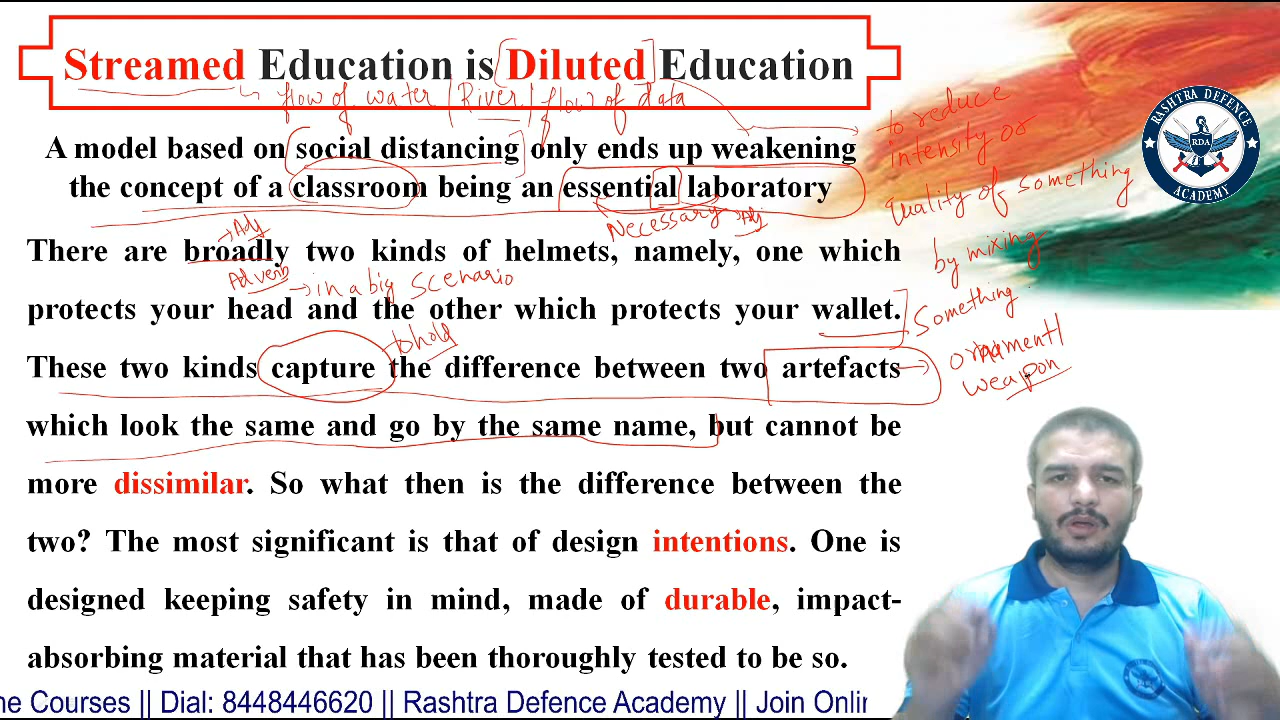 Streamed Education is Diluted Education
flow of water / River / flow of data
A model based on social distancing only ends up weakening
the concept of a classroom being an essential laboratory
to reduce
intensity or
quality of something
by mixing
something
Necessary → Adj
→ Adj
There are broadly two kinds of helmets, namely, one which
Adverb → in a big scenario
protects your head and the other which protects your wallet.
to hold
These two kinds capture the difference between two artefacts
ornament/
weapon
which look the same and go by the same name, but cannot be
more dissimilar. So what then is the difference between the
two? The most significant is that of design intentions. One is
designed keeping safety in mind, made of durable, impact-
absorbing material that has been thoroughly tested to be so.
RASHTRA DEFENCE
RDA
ACADEMY
ne Courses || Dial: 8448446620 || Rashtra Defence Academy || Join Onlin